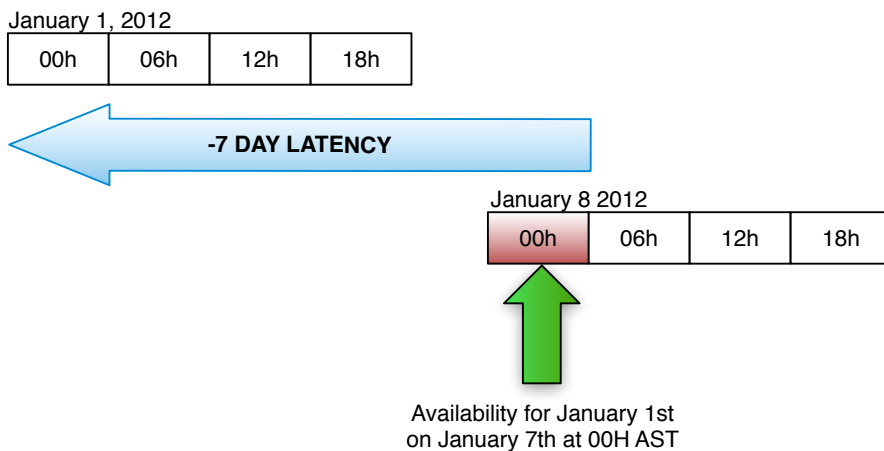 January 1, 2012
00h 06h 12h 18h
-7 DAY LATENCY
January 8 2012
00h 06h 12h 18h
Availability for January 1st
on January 7th at 00H AST